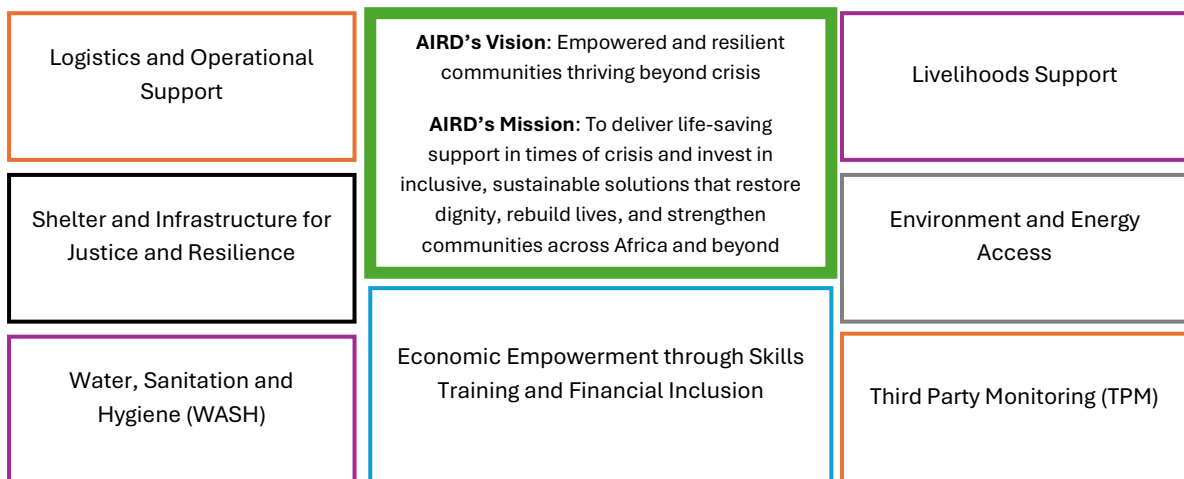 Logistics and Operational
Support
AIRD’s Vision: Empowered and resilient
communities thriving beyond crisis
AIRD’s Mission: To deliver life-saving
support in times of crisis and invest in
inclusive, sustainable solutions that restore
dignity, rebuild lives, and strengthen
communities across Africa and beyond
Livelihoods Support
Shelter and Infrastructure for
Justice and Resilience
Environment and Energy
Access
Water, Sanitation and
Hygiene (WASH)
Economic Empowerment through Skills
Training and Financial Inclusion
Third Party Monitoring (TPM)